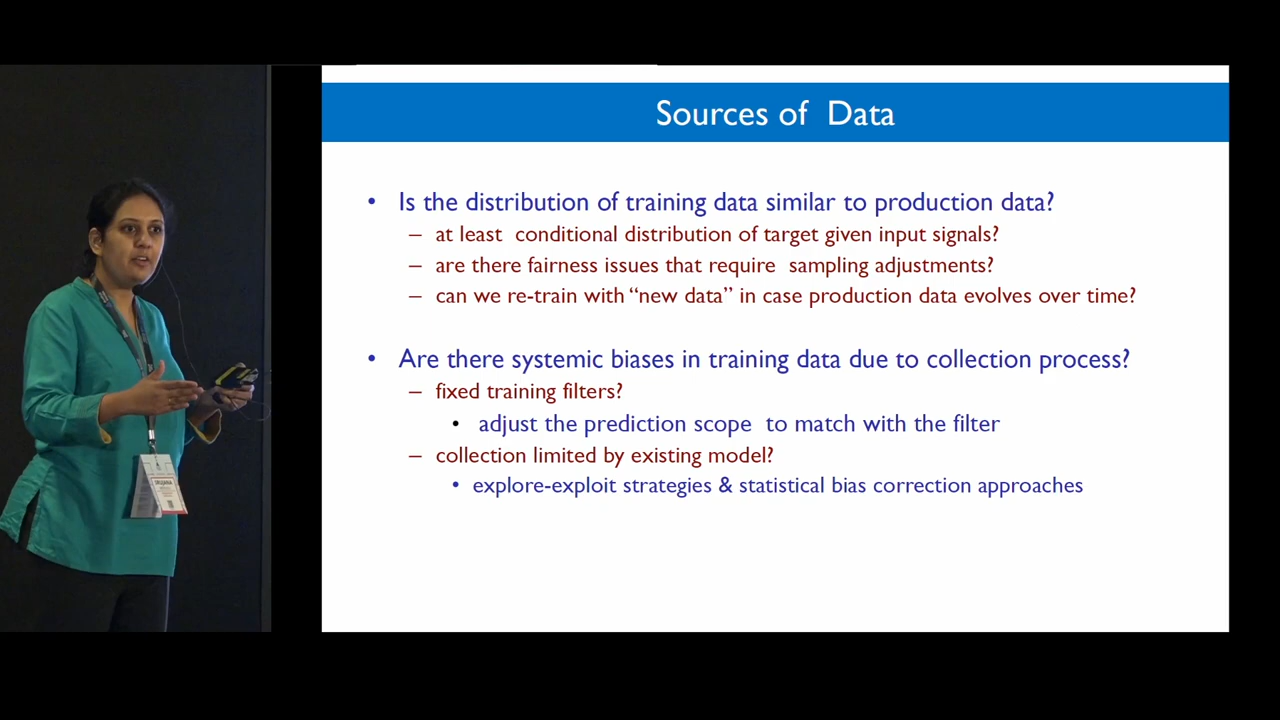 Sources of Data
• Is the distribution of training data similar to production data?
– at least conditional distribution of target given input signals?
– are there fairness issues that require sampling adjustments?
– can we re-train with “new data” in case production data evolves over time?
• Are there systemic biases in training data due to collection process?
– fixed training filters?
• adjust the prediction scope to match with the filter
– collection limited by existing model?
• explore-exploit strategies & statistical bias correction approaches